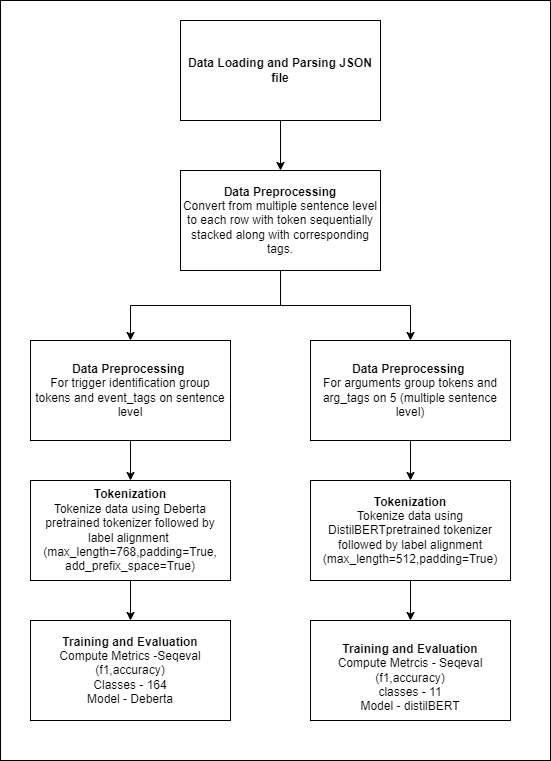 Data Loading and Parsing JSON
file
Data Preprocessing
Convert from multiple sentence level
to each row with token sequentially
stacked along with corresponding
tags.
Data Preprocessing
For trigger identification group
tokens and event_tags on sentence
level
Data Preprocessing
For arguments group tokens and
arg_tags on 5 (multiple sentence
level)
Tokenization
Tokenize data using Deberta
pretrained tokenizer followed by
label alignment
(max_length=768,padding=True,
add_prefix_space=True)
Tokenization
Tokenize data using
DistilBERTpretrained tokenizer
followed by label alignment
(max_length=512,padding=True)
Training and Evaluation
Compute Metrics -Seqeval
(f1,accuracy)
Classes - 164
Model - Deberta
Training and Evaluation
Compute Metrcis - Seqeval
(f1,accuracy)
classes - 11
Model - distilBERT